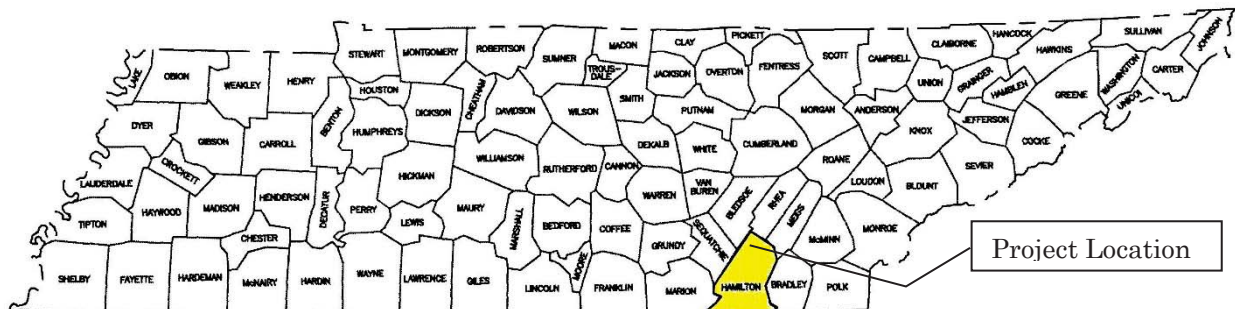 LAKE
OBION
WEAKLEY
HENRY
STEWART
MONTGOMERY
ROBERTSON
SUMNER
MACON
TROUS-
DALE
CLAY
PICKETT
JACKSON
OVERTON
FENTRESS
SCOTT
CAMPBELL
CLAIBORNE
HANCOCK
HAWKINS
SULLIVAN
JOHNSON
CARTER
WASHINGTON
UNICOI
GREENE
HAMBLEN
GRAINGER
UNION
HOUSTON
DICKSON
CHEATHAM
DAVIDSON
WILSON
SMITH
PUTNAM
MORGAN
ANDERSON
KNOX
JEFFERSON
COCKE
DYER
GIBSON
CARROLL
BENTON
HUMPHREYS
WILLIAMSON
RUTHERFORD
CANNON
DEKALB
WHITE
CUMBERLAND
ROANE
LOUDON
BLOUNT
SEVIER
CROCKETT
LAUDERDALE
TIPTON
HAYWOOD
MADISON
HENDERSON
DECATUR
PERRY
HICKMAN
LEWIS
MAURY
MARSHALL
BEDFORD
COFFEE
WARREN
VAN
BUREN
BLEDSOE
RHEA
MEIGS
McMINN
MONROE
CHESTER
SEQUATCHIE
GRUNDY
MOORE
SHELBY
FAYETTE
HARDEMAN
McNAIRY
HARDIN
WAYNE
LAWRENCE
GILES
LINCOLN
FRANKLIN
MARION
HAMILTON
BRADLEY
POLK
Project Location